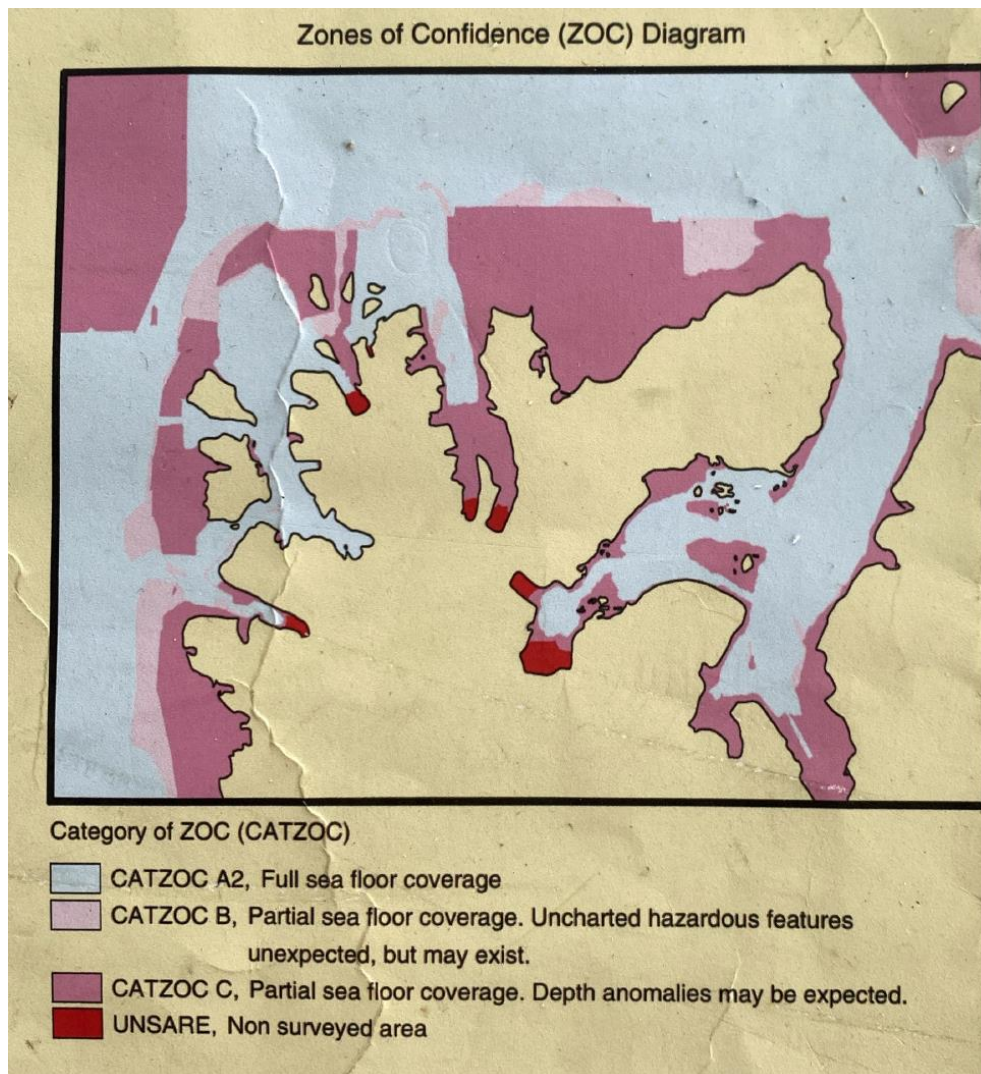 Zones of Confidence (ZOC) Diagram
Category of ZOC (CATZOC)
CATZOC A2, Full sea floor coverage
CATZOC B, Partial sea floor coverage. Uncharted hazardous features
unexpected, but may exist.
CATZOC C, Partial sea floor coverage. Depth anomalies may be expected.
UNSARE, Non surveyed area